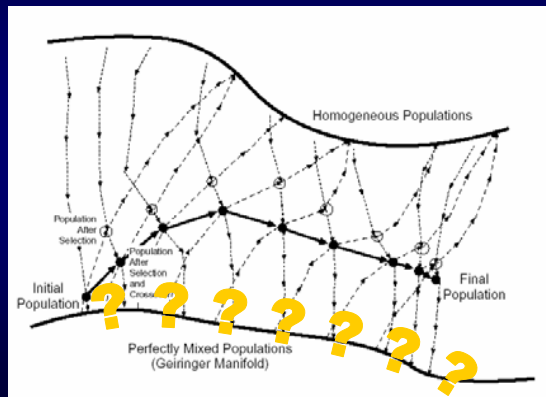 Homogeneous Populations
Population
After
Selection
Population
After
Selection
and
Crossover
Initial
Population
Final
Population
? ? ? ? ? ? ?
Perfectly Mixed Populations
(Geiringer Manifold)